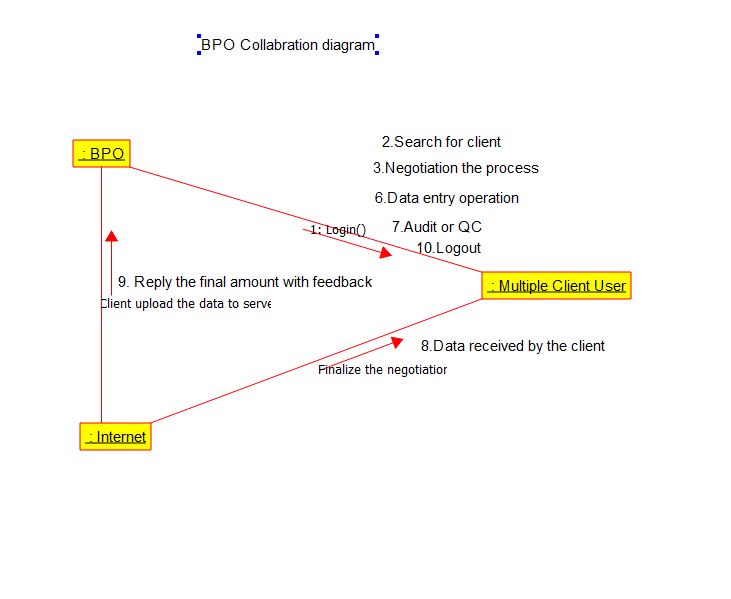 BPO Collabration diagram
: BPO
2.Search for client
3.Negotiation the process
6.Data entry operation
7.Audit or QC
1: Login()
10.Logout
9. Reply the final amount with feedback
: Multiple Client User
Client upload the data to serve
8.Data received by the client
Finalize the negotiation
: Internet